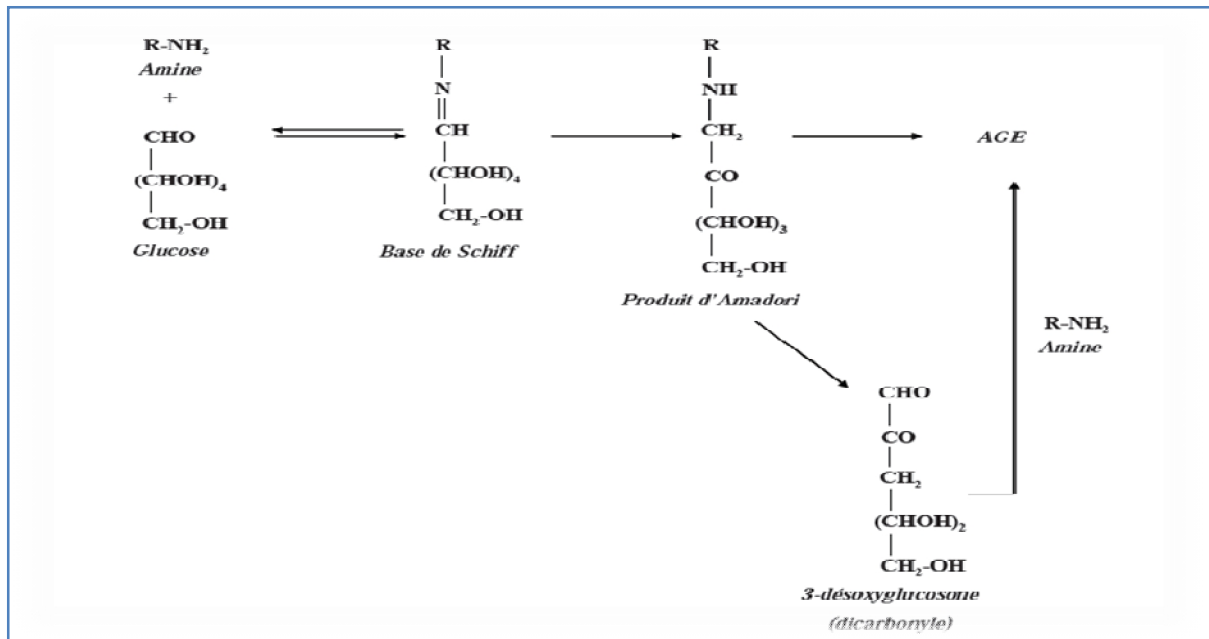 R-NH₂
Amine
+
CHO
(CHOH)₄
CH₂-OH
Glucose
R
N
CH
(CHOH)₄
CH₂-OH
Base de Schiff
R
NH
CH₂
CO
(CHOH)₃
CH₂-OH
Produit d'Amadori
AGE
R-NH₂
Amine
CHO
CO
CH₂
(CHOH)₂
CH₂-OH
3-désoxyglucosone
(dicarbonyle)